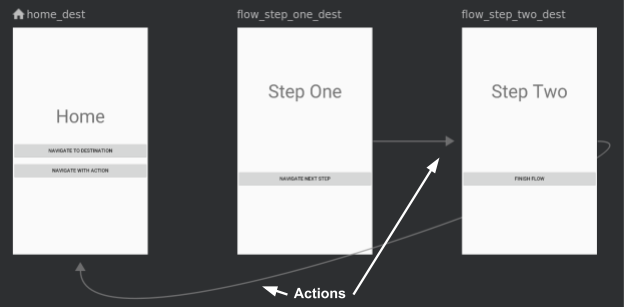 home_dest
flow_step_one_dest
flow_step_two_dest
Home
NAVIGATE TO DESTINATION
NAVIGATE WITH ACTION
Step One
NAVIGATE NEXT STEP
Step Two
FINISH FLOW
Actions